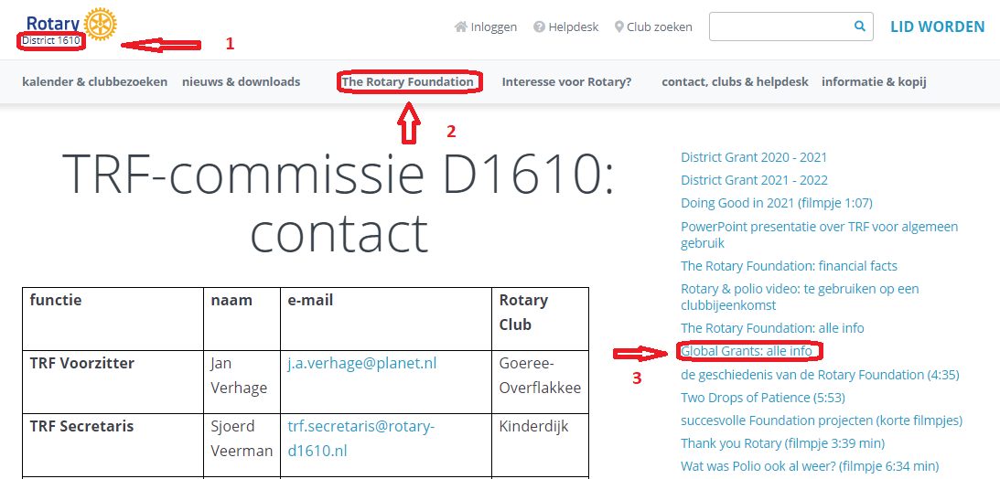 Rotary
District 1610
1
Inloggen Helpdesk Club zoeken LID WORDEN
kalender & clubbezoeken nieuws & downloads The Rotary Foundation Interesse voor Rotary? contact, clubs & helpdesk informatie & kopij
2
TRF-commissie D1610:
contact
functie naam e-mail Rotary
Club
TRF Voorzitter Jan j.a.verhage@planet.nl Goeree-
Verhage Overflakkee
TRF Secretaris Sjoerd trf.secretaris@rotary- Kinderdijk
Veerman d1610.nl
District Grant 2020 - 2021
District Grant 2021 - 2022
Doing Good in 2021 (filmpje 1:07)
PowerPoint presentatie over TRF voor algemeen
gebruik
The Rotary Foundation: financial facts
Rotary & polio video: te gebruiken op een
clubbijeenkomst
The Rotary Foundation: alle info
Global Grants: alle info
3
de geschiedenis van de Rotary Foundation (4:35)
Two Drops of Patience (5:53)
succesvolle Foundation projecten (korte filmpjes)
Thank you Rotary (filmpje 3:39 min)
Wat was Polio ook al weer? (filmpje 6:34 min)